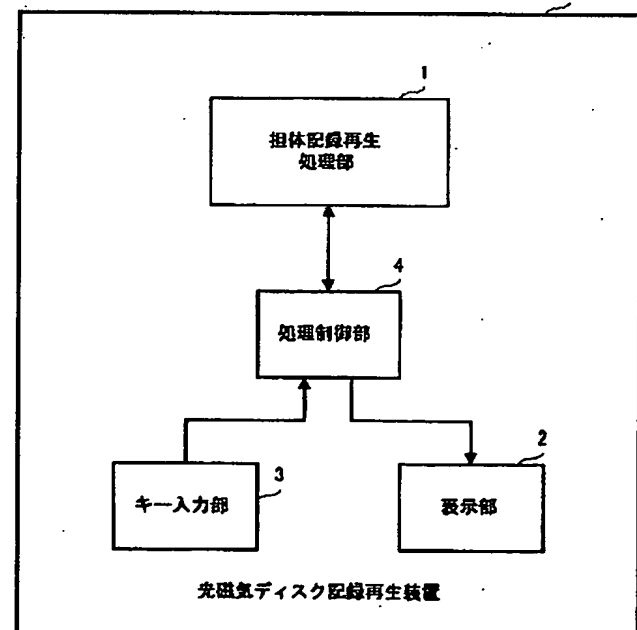 1
担体記録再生
処理部
4
処理制御部
3
キー入力部
2
表示部
光磁気ディスク記録再生装置